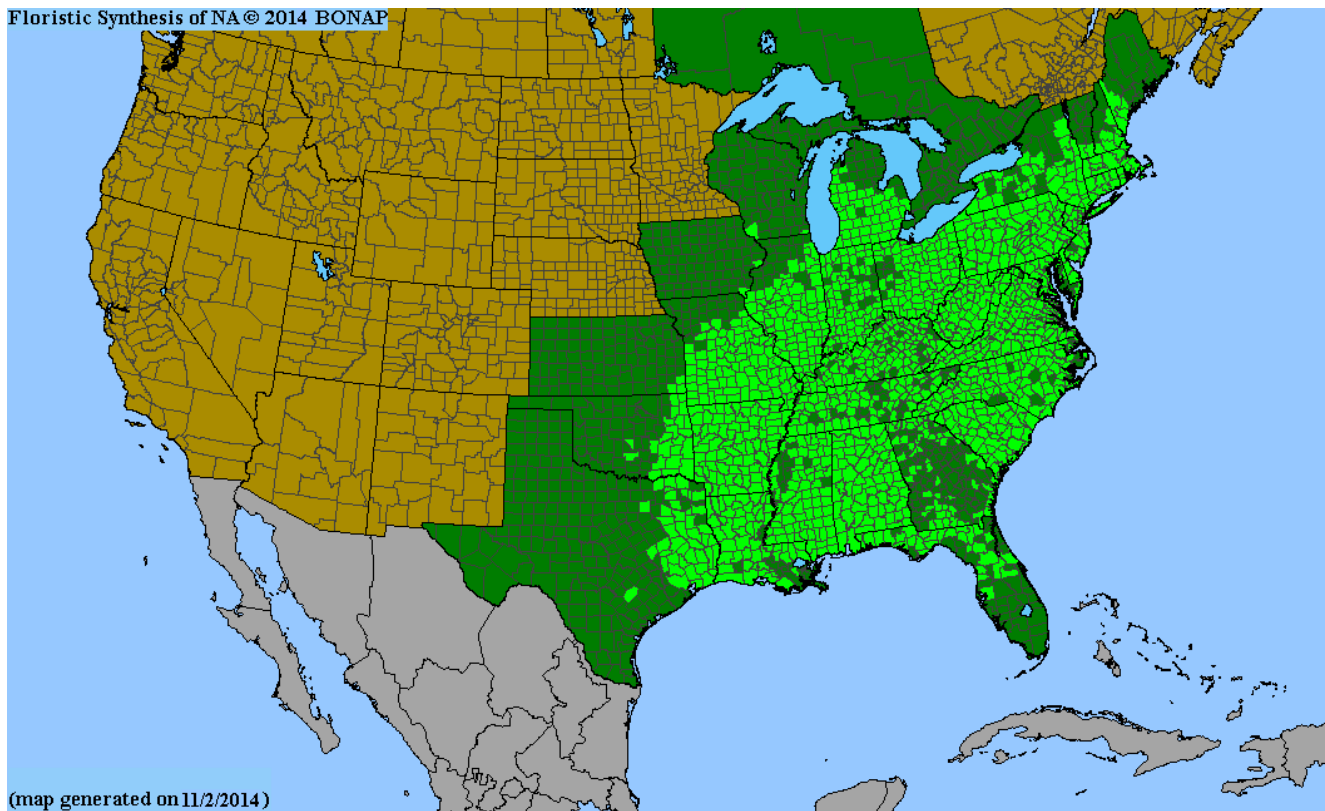 Floristic Synthesis of NA © 2014 BONAP
(map generated on 11/2/2014 )